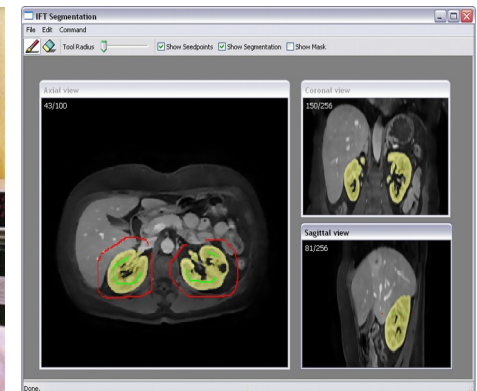 IFT Segmentation
File Edit Command
Tool Radius Show Seedpoints Show Segmentation Show Mask
Axial view
43/100
Coronal view
150/256
Sagittal view
81/256
Done.